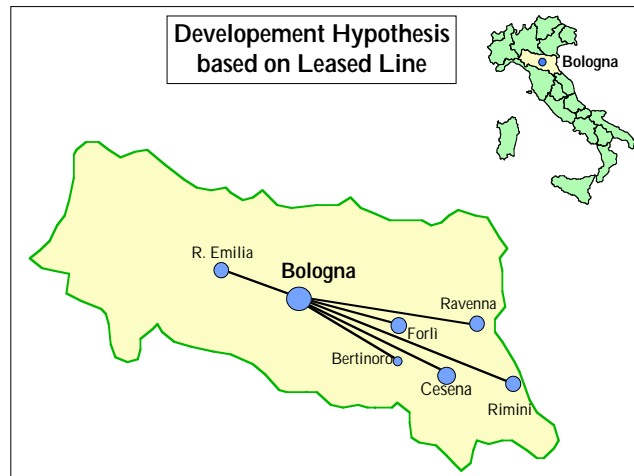 Developement Hypothesis
based on Leased Line
Bologna
R. Emilia
Bologna
Ravenna
Forlì
Bertinoro
Cesena
Rimini